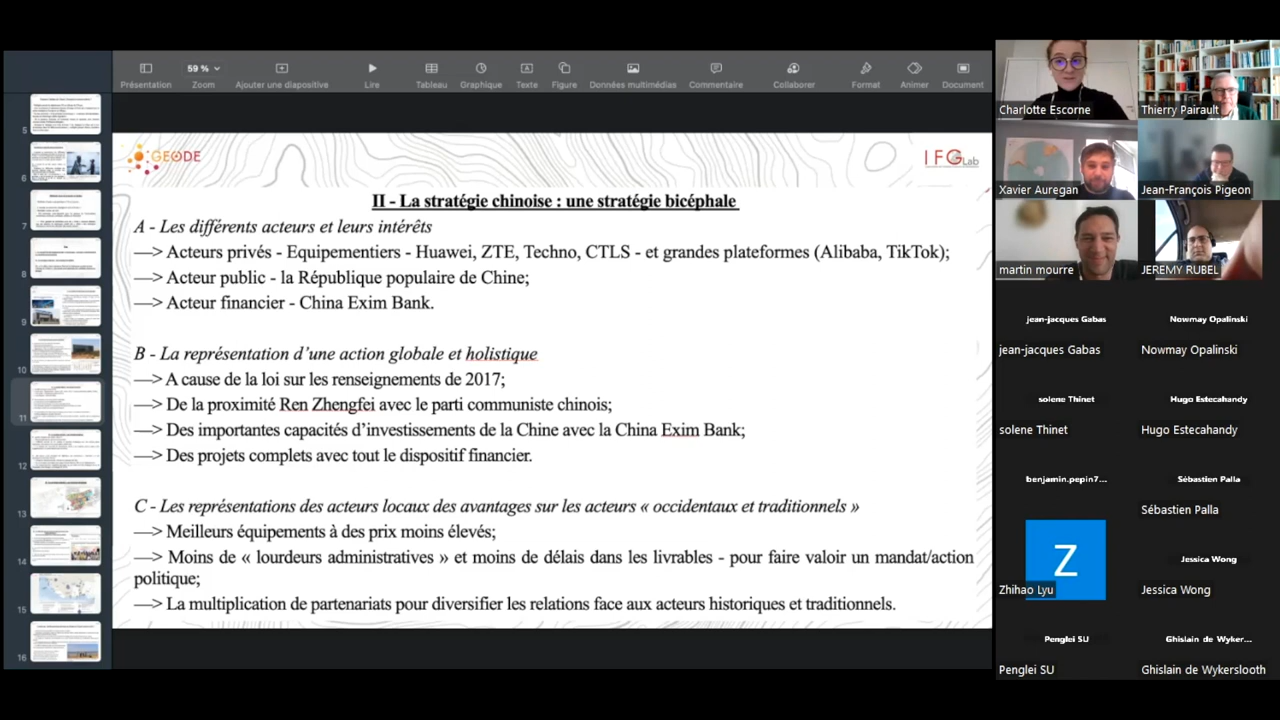 59 %
Présentation
Zoom
Ajouter une diapositive
Lire
Tableau
Graphique
Texte
Figure
Données multimédias
Commentaire
Collaborer
Format
Animer
Document
5
6
7
8
9
10
11
12
13
14
15
16
GEODE
IFGLab
II - La stratégie chinoise : une stratégie bicéphale
A - Les différents acteurs et leurs intérêts
—> Acteurs privés - Equipementiers Huawei, ZTE, Techno, CTLS - et grandes plateformes (Alibaba, TikTok);
—> Acteur public - la République populaire de Chine;
—> Acteur financier - China Exim Bank.
B - La représentation d'une action globale et holistique
—> A cause de la loi sur les renseignements de 2017;
—> De la proximité Ren Zhengfei avec le parti communiste chinois;
—> Des importantes capacités d'investissements de la Chine avec la China Exim Bank;
—> Des projets complets avec tout le dispositif financier.
C - Les représentations des acteurs locaux des avantages sur les acteurs « occidentaux et traditionnels »
—> Meilleurs équipements à des prix moins élevés;
—> Moins de « lourdeurs administratives » et moins de délais dans les livrables - pour faire valoir un mandat/action
politique;
—> La multiplication de partenariats pour diversifier les relations face aux acteurs historiques et traditionnels.
Charlotte Escorne
Thierry Pairault
Xavier Auregan
Jean-François Pigeon
martin mourre
JEREMY RUBEL
jean-jacques Gabas
Nowmay Opalinski
jean-jacques Gabas
Nowmay Opalinski
solene Thinet
Hugo Estecahandy
solene Thinet
Hugo Estecahandy
benjamin.pepin7...
Sébastien Palla
Sébastien Palla
Z
Jessica Wong
Zhihao Lyu
Jessica Wong
Penglei SU
Ghislain de Wyker...
Penglei SU
Ghislain de Wykerslooth